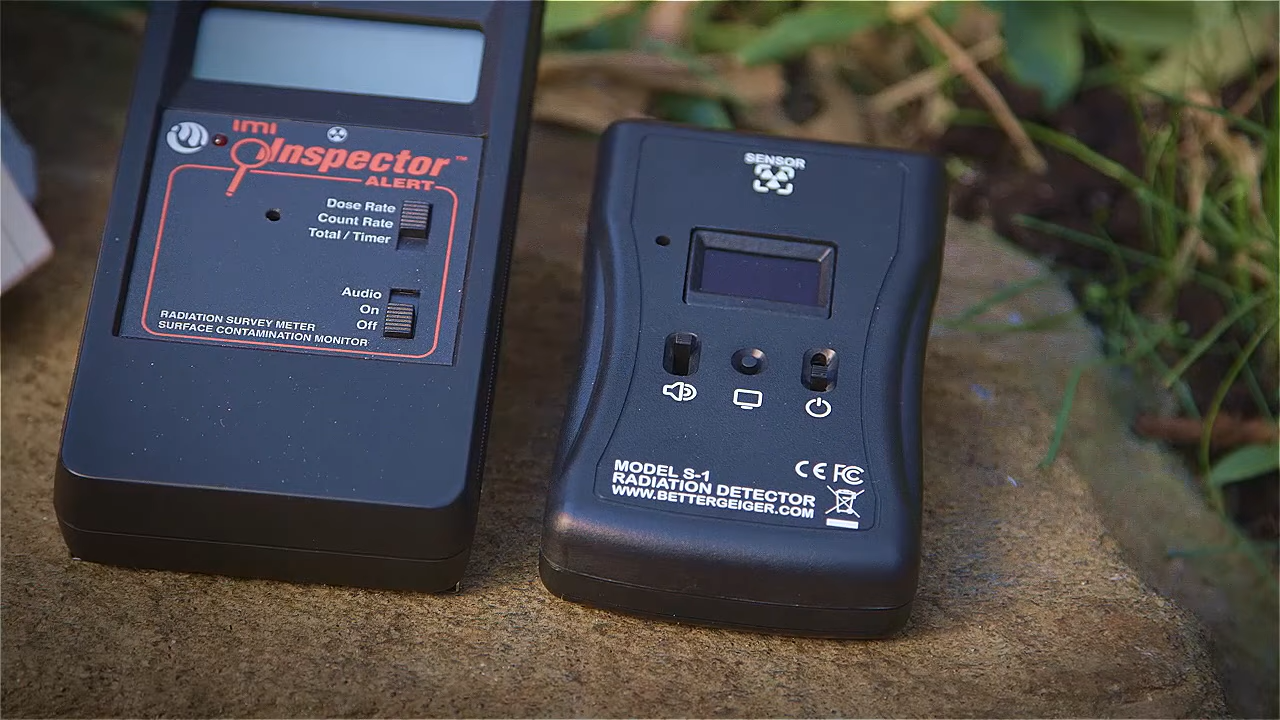 imi
Inspector™
ALERT
Dose Rate
Count Rate
Total / Timer
Audio
On
Off
RADIATION SURVEY METER
SURFACE CONTAMINATION MONITOR
SENSOR
MODEL S-1
RADIATION DETECTOR
WWW.BETTERGEIGER.COM
CE FC